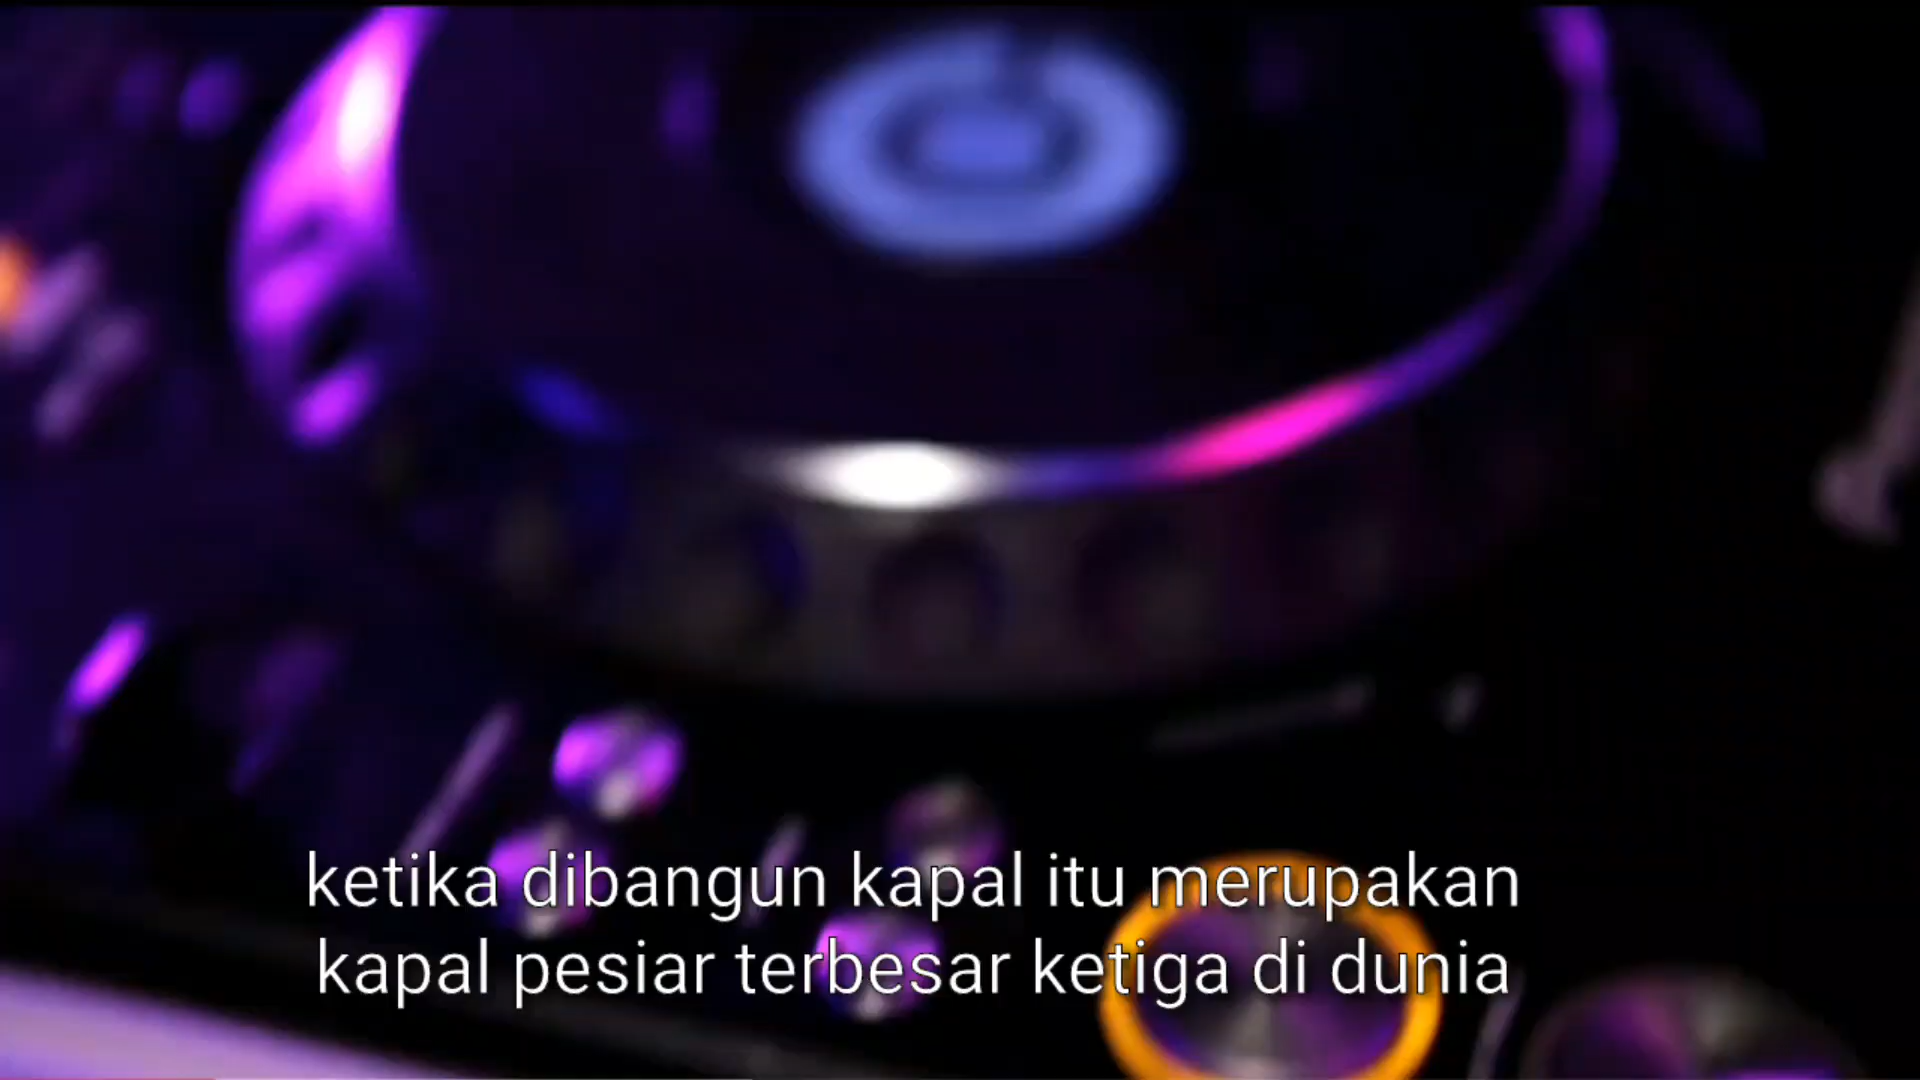 ketika dibangun kapal itu merupakan
kapal pesiar terbesar ketiga di dunia